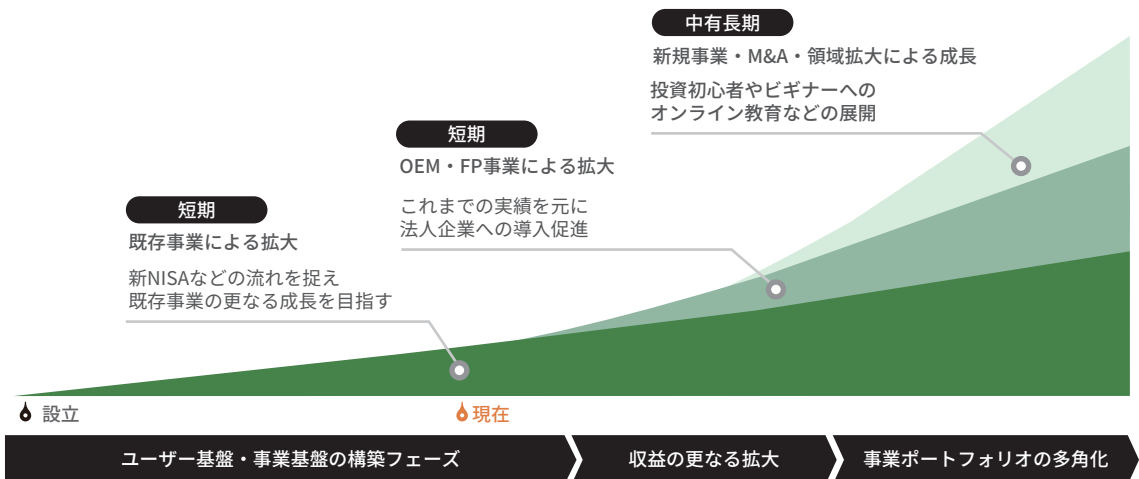 中有長期
新規事業・M&A・領域拡大による成長
投資初心者やビギナーへの
オンライン教育などの展開
短期
OEM・FP事業による拡大
これまでの実績を元に
法人企業への導入促進
短期
既存事業による拡大
新NISAなどの流れを捉え
既存事業の更なる成長を目指す
設立
現在
ユーザー基盤・事業基盤の構築フェーズ
収益の更なる拡大
事業ポートフォリオの多角化